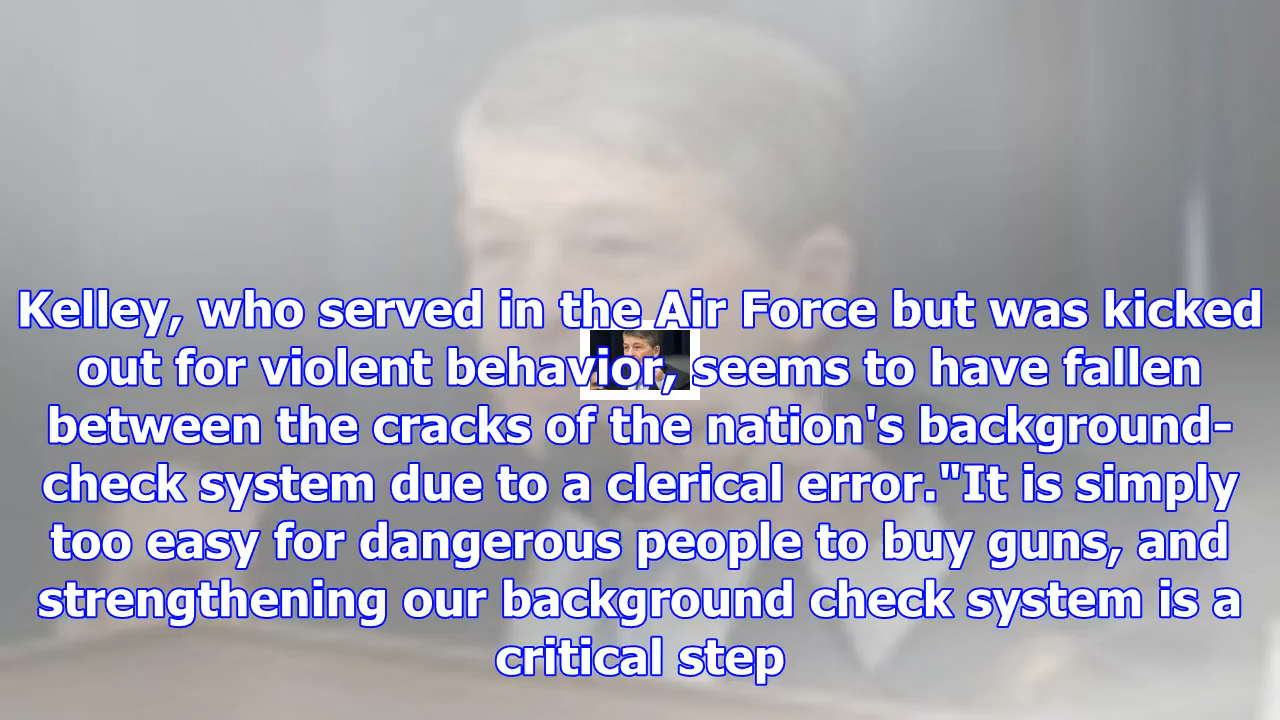 Kelley, who served in the Air Force but was kicked
out for violent behavior, seems to have fallen
between the cracks of the nation's background-
check system due to a clerical error."It is simply
too easy for dangerous people to buy guns, and
strengthening our background check system is a
critical step